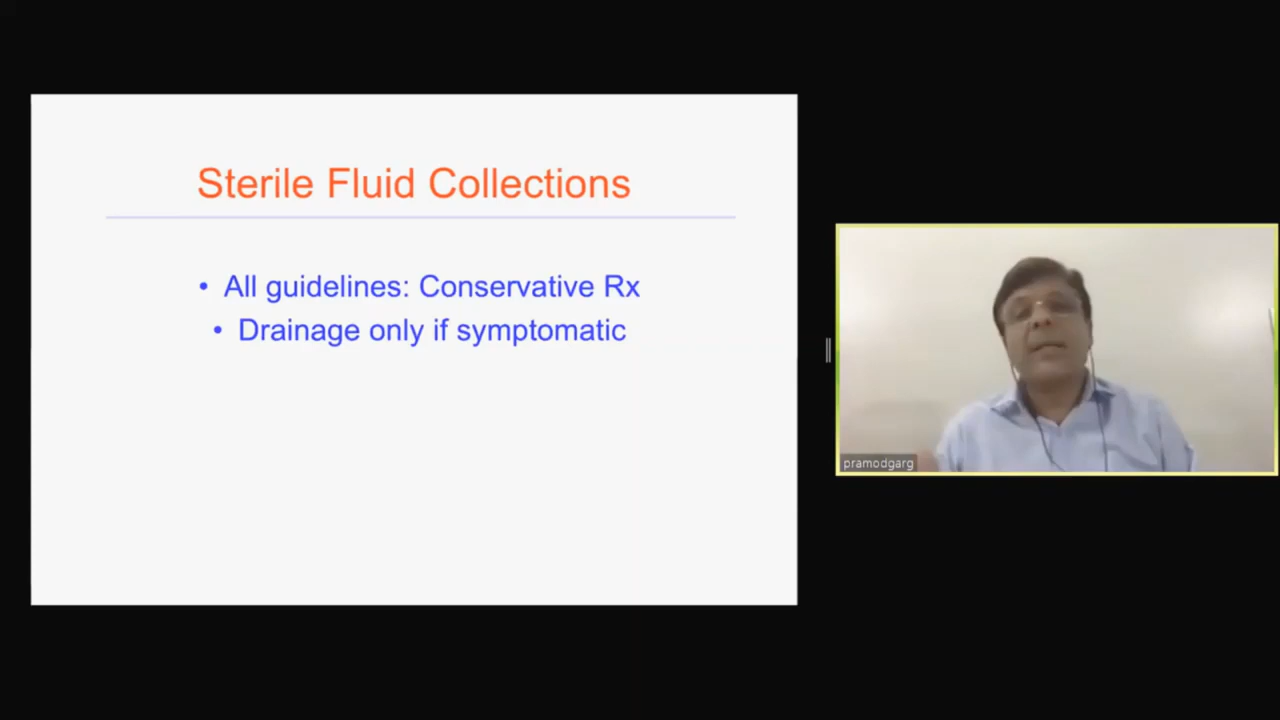 Sterile Fluid Collections
• All guidelines: Conservative Rx
• Drainage only if symptomatic
pramodgarg